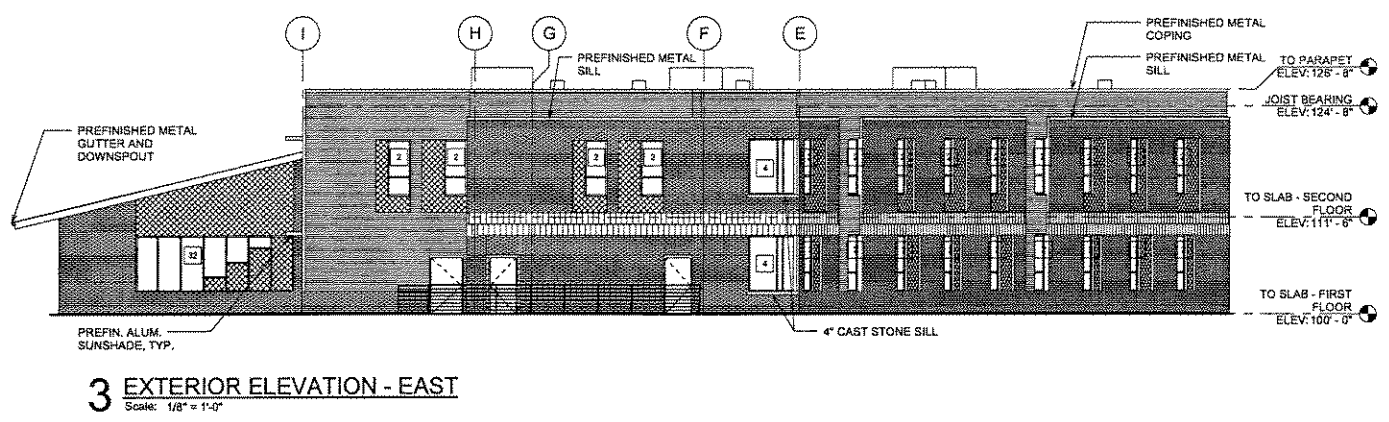 I
H
G
F
E
PREFINISHED METAL
COPING
PREFINISHED METAL
SILL
PREFINISHED METAL
SILL
TO PARAPET
ELEV: 126' - 8"
JOIST BEARING
ELEV: 124' - 8"
PREFINISHED METAL
GUTTER AND
DOWNSPOUT
2
2
2
2
4
TO SLAB - SECOND
FLOOR
ELEV: 111' - 6"
32
4
TO SLAB - FIRST
FLOOR
ELEV: 100' - 0"
PREFIN. ALUM.
SUNSHADE, TYP.
4" CAST STONE SILL
3 EXTERIOR ELEVATION - EAST
Scale: 1/8" = 1'-0"